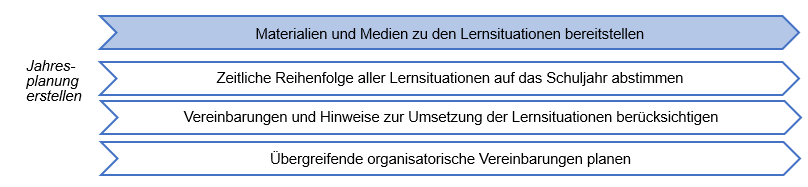 Materialien und Medien zu den Lernsituationen bereitstellen
Jahres-
planung
erstellen
Zeitliche Reihenfolge aller Lernsituationen auf das Schuljahr abstimmen
Vereinbarungen und Hinweise zur Umsetzung der Lernsituationen berücksichtigen
Übergreifende organisatorische Vereinbarungen planen